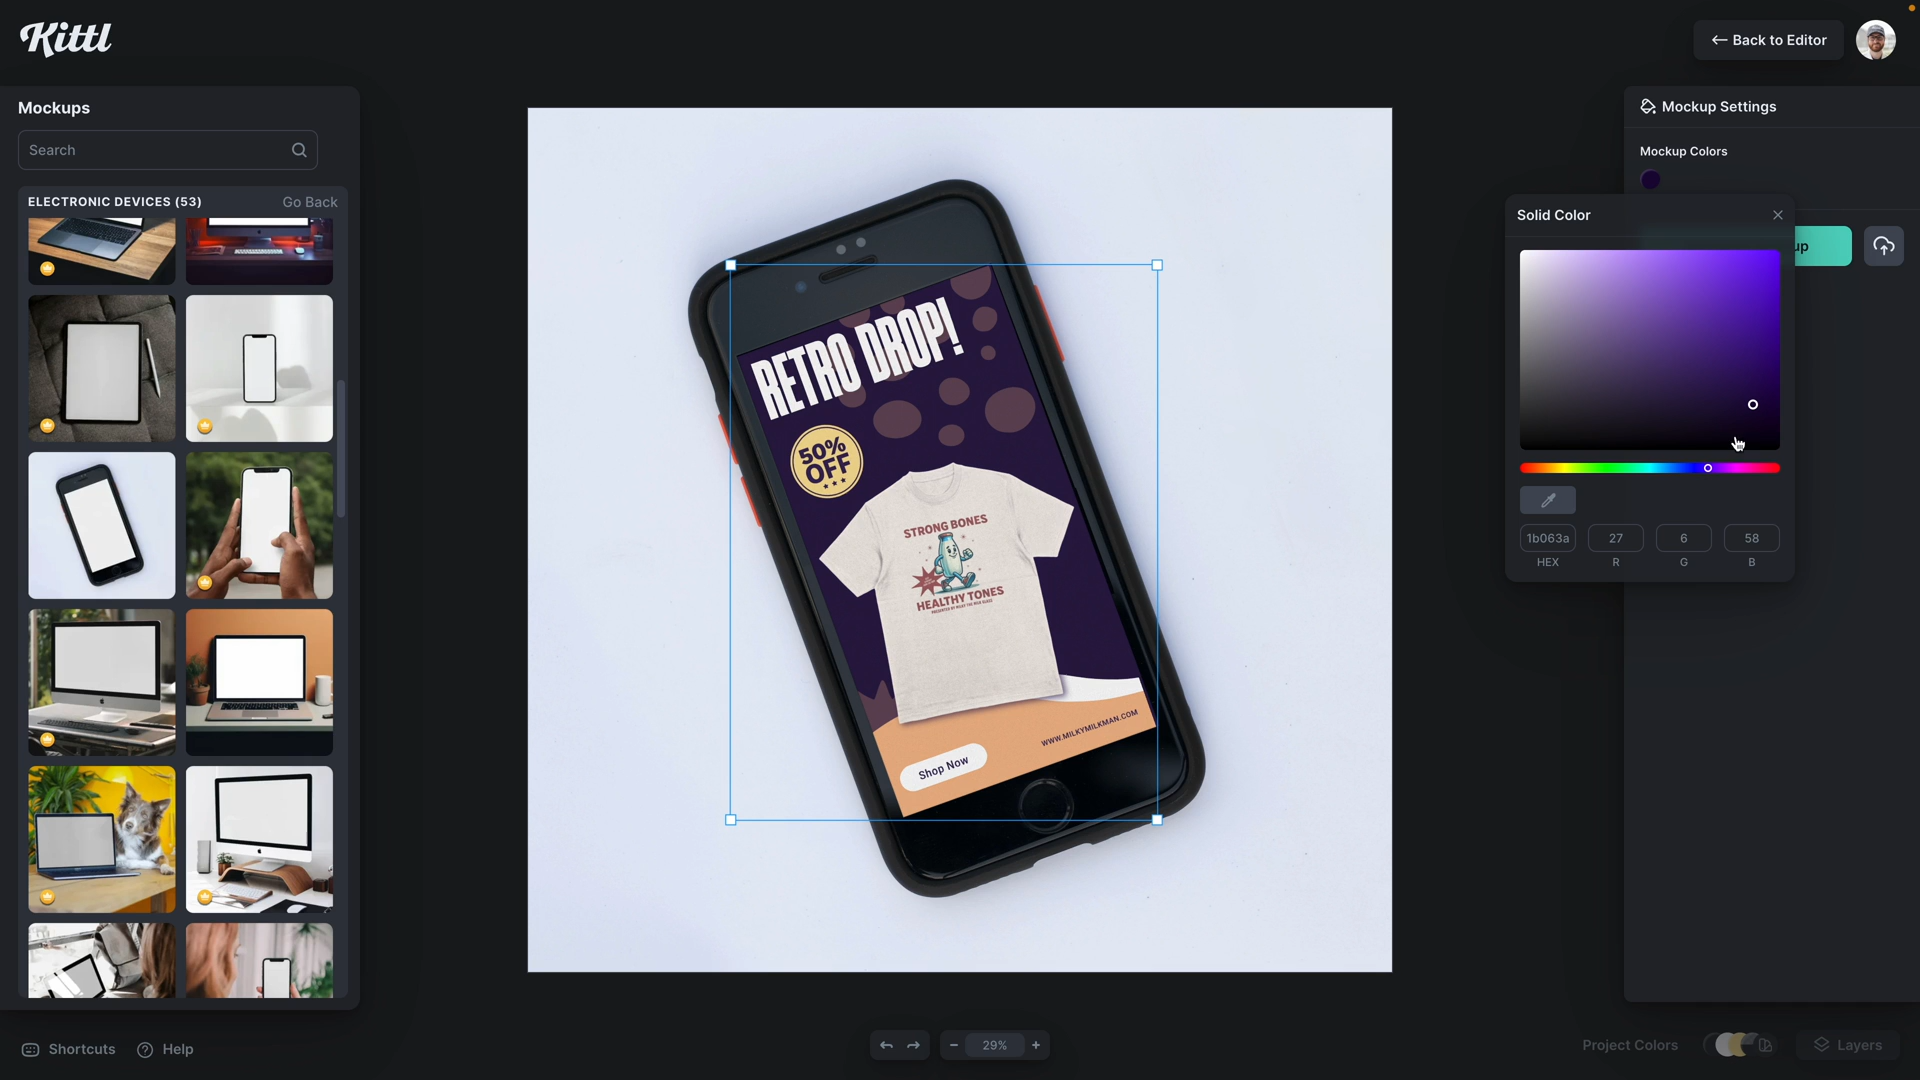 Kittl
Back to Editor
Mockups
Search
ELECTRONIC DEVICES (53)
Go Back
Mockup Settings
Mockup Colors
Solid Color
up
1b063a
27
6
58
HEX
R
G
B
RETRO DROP!
50%
OFF
STRONG BONES
HEALTHY TONES
WWW.MILKYMILKMAN.COM
Shop Now
Shortcuts
Help
29%
Project Colors
Layers